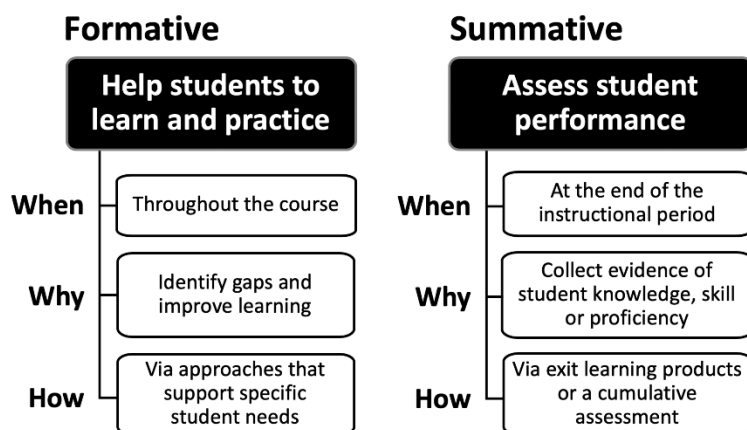 Formative
Help students to
learn and practice
When
Throughout the course
Why
Identify gaps and
improve learning
How
Via approaches that
support specific
student needs
Summative
Assess student
performance
When
At the end of the
instructional period
Why
Collect evidence of
student knowledge, skill
or proficiency
How
Via exit learning products
or a cumulative
assessment